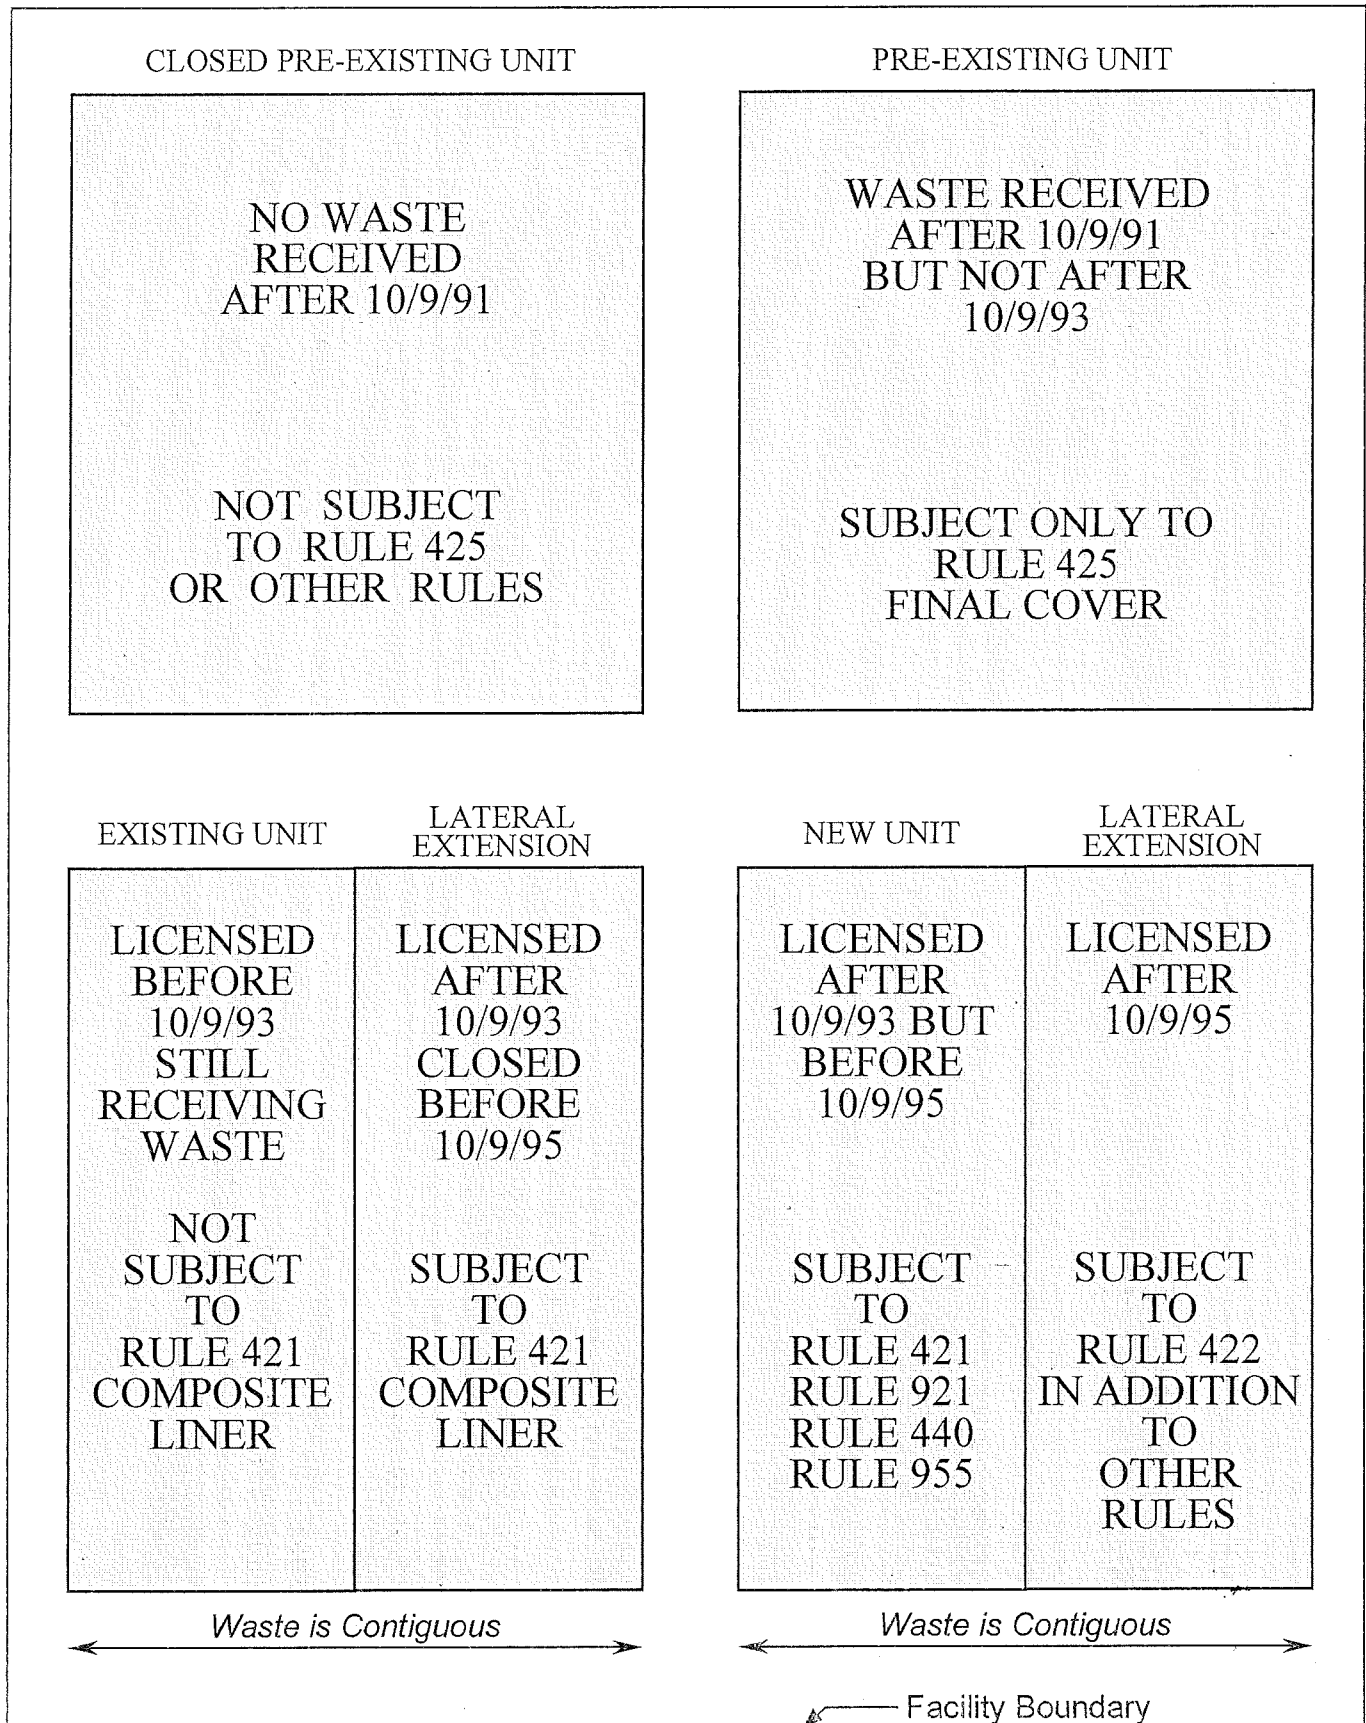 CLOSED PRE-EXISTING UNIT
NO WASTE
RECEIVED
AFTER 10/9/91
NOT SUBJECT
TO RULE 425
OR OTHER RULES
PRE-EXISTING UNIT
WASTE RECEIVED
AFTER 10/9/91
BUT NOT AFTER
10/9/93
SUBJECT ONLY TO
RULE 425
FINAL COVER
EXISTING UNIT
LICENSED
BEFORE
10/9/93
STILL
RECEIVING
WASTE
NOT
SUBJECT
TO
RULE 421
COMPOSITE
LINER
LATERAL
EXTENSION
LICENSED
AFTER
10/9/93
CLOSED
BEFORE
10/9/95
SUBJECT
TO
RULE 421
COMPOSITE
LINER
Waste is Contiguous
NEW UNIT
LICENSED
AFTER
10/9/93 BUT
BEFORE
10/9/95
SUBJECT
TO
RULE 421
RULE 921
RULE 440
RULE 955
LATERAL
EXTENSION
LICENSED
AFTER
10/9/95
SUBJECT
TO
RULE 422
IN ADDITION
TO
OTHER
RULES
Waste is Contiguous
Facility Boundary